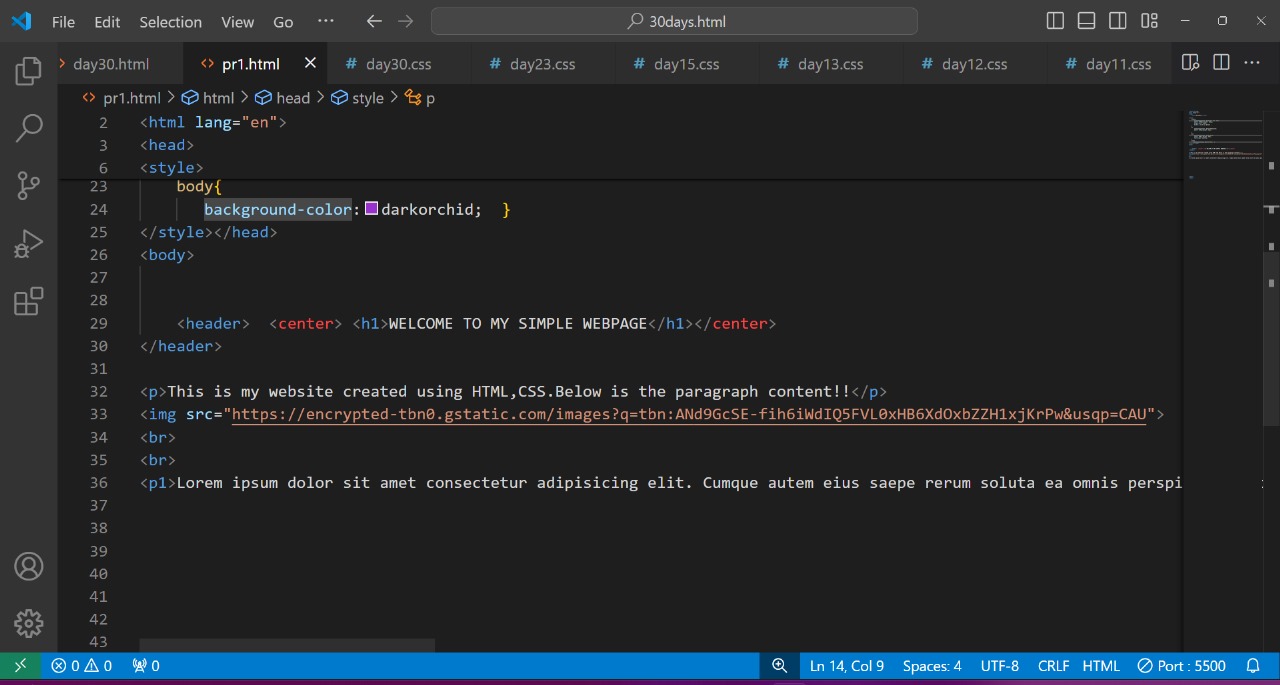 File Edit Selection View Go ··· 30days.html
day30.html pr1.html # day30.css # day23.css # day15.css # day13.css # day12.css # day11.css ···
pr1.html > html > head > style > p
2 <html lang="en">
3 <head>
6 <style>
23 body{
24 background-color: darkorchid; }
25 </style></head>
26 <body>
27
28
29 <header> <center> <h1>WELCOME TO MY SIMPLE WEBPAGE</h1></center>
30 </header>
31
32 <p>This is my website created using HTML,CSS.Below is the paragraph content!!</p>
33 <img src="https://encrypted-tbn0.gstatic.com/images?q=tbn:ANd9GcSE-fih6iWdIQ5FVL0xHB6XdOxbZZH1xjKrPw&usqp=CAU">
34 <br>
35 <br>
36 <p1>Lorem ipsum dolor sit amet consectetur adipisicing elit. Cumque autem eius saepe rerum soluta ea omnis perspi
37
38
39
40
41
42
43
0 0 0 Ln 14, Col 9 Spaces: 4 UTF-8 CRLF HTML Port : 5500